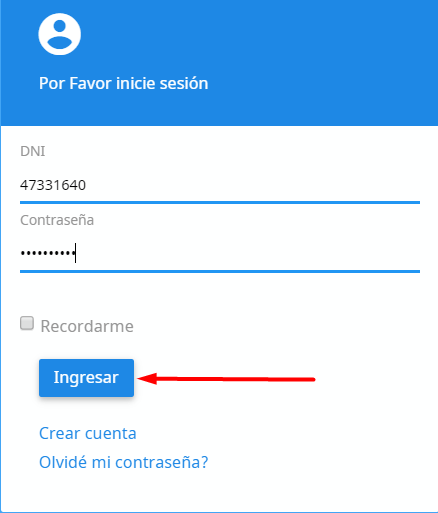 Por Favor inicie sesión
DNI
47331640
Contraseña
••••••••••
Recordarme
Ingresar
Crear cuenta
Olvidé mi contraseña?